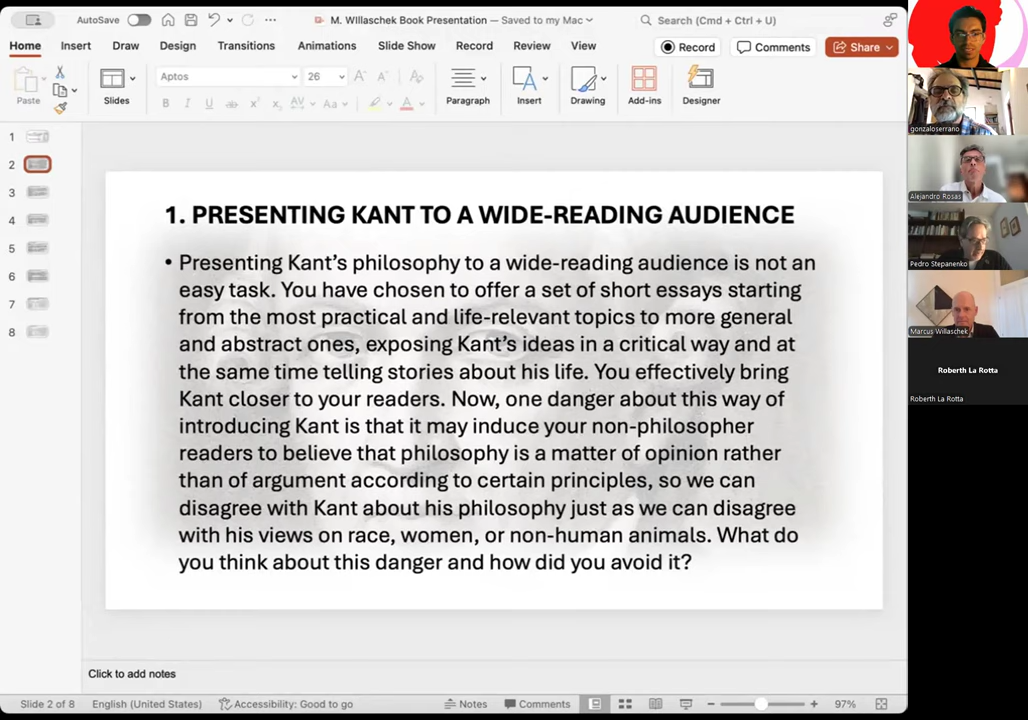 AutoSave
M. Willaschek Book Presentation — Saved to my Mac
Search (Cmd + Ctrl + U)
Home Insert Draw Design Transitions Animations Slide Show Record Review View
Record Comments Share
Aptos 26
Paste Slides Paragraph Insert Drawing Add-ins Designer
1
2
3
4
5
6
7
8
1. PRESENTING KANT TO A WIDE-READING AUDIENCE
• Presenting Kant's philosophy to a wide-reading audience is not an
easy task. You have chosen to offer a set of short essays starting
from the most practical and life-relevant topics to more general
and abstract ones, exposing Kant's ideas in a critical way and at
the same time telling stories about his life. You effectively bring
Kant closer to your readers. Now, one danger about this way of
introducing Kant is that it may induce your non-philosopher
readers to believe that philosophy is a matter of opinion rather
than of argument according to certain principles, so we can
disagree with Kant about his philosophy just as we can disagree
with his views on race, women, or non-human animals. What do
you think about this danger and how did you avoid it?
Click to add notes
Slide 2 of 8 English (United States) Accessibility: Good to go Notes Comments 97%
gonzaloserrano
Alejandro Rosas
Pedro Stepanenko
Marcus Willaschek
Roberth La Rotta
Roberth La Rotta